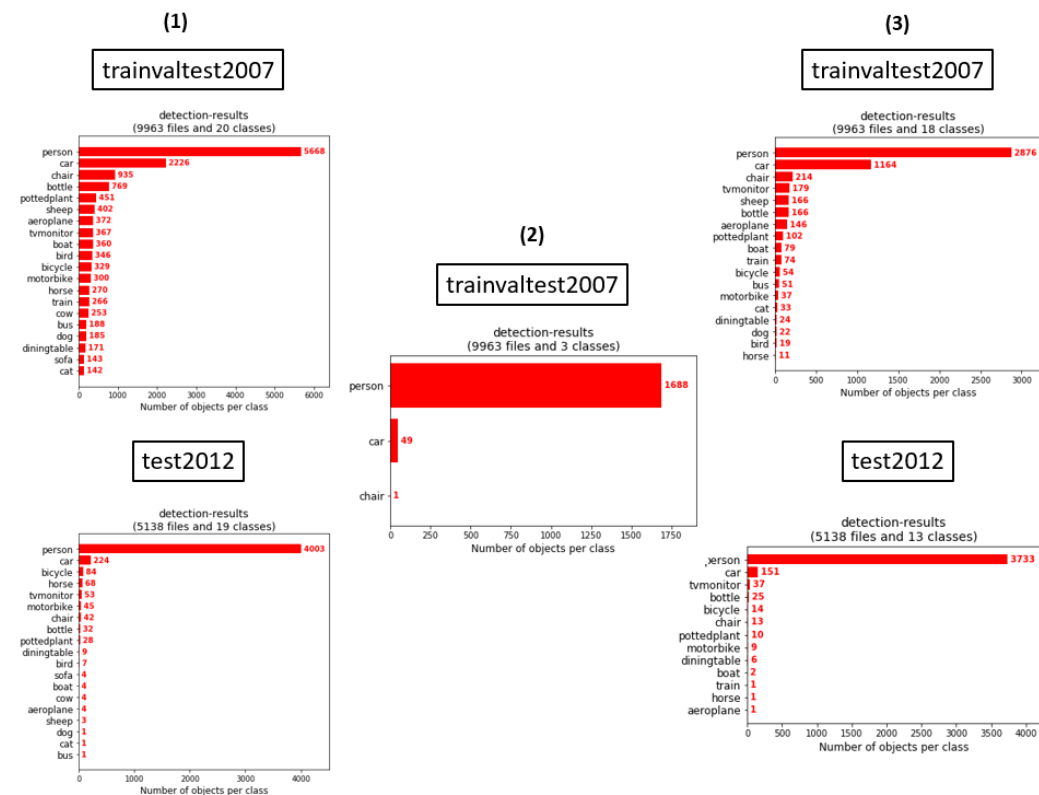 (1)
trainvaltest2007
detection-results
(9963 files and 20 classes)
person 5668
car 2226
chair 935
bottle 769
pottedplant 451
sheep 402
aeroplane 372
tvmonitor 367
boat 360
bird 346
bicycle 329
motorbike 300
horse 270
train 266
cow 253
bus 188
dog 185
diningtable 171
sofa 143
cat 142
0 1000 2000 3000 4000 5000 6000
Number of objects per class
test2012
detection-results
(5138 files and 19 classes)
person 4003
car 224
bicycle 84
horse 68
tvmonitor 53
motorbike 45
chair 42
bottle 32
pottedplant 28
diningtable 9
bird 7
sofa 4
boat 4
cow 4
aeroplane 4
sheep 3
dog 1
cat 1
bus 1
0 1000 2000 3000 4000
Number of objects per class
(2)
trainvaltest2007
detection-results
(9963 files and 3 classes)
person 1688
car 49
chair 1
0 250 500 750 1000 1250 1500 1750
Number of objects per class
(3)
trainvaltest2007
detection-results
(9963 files and 18 classes)
person 2876
car 1164
chair 214
tvmonitor 179
sheep 166
bottle 166
aeroplane 146
pottedplant 102
boat 79
train 74
bicycle 54
bus 51
motorbike 37
cat 33
diningtable 24
dog 22
bird 19
horse 11
0 500 1000 1500 2000 2500 3000
Number of objects per class
test2012
detection-results
(5138 files and 13 classes)
person 3733
car 151
tvmonitor 37
bottle 25
bicycle 14
chair 13
pottedplant 10
motorbike 9
diningtable 6
boat 2
train 1
horse 1
aeroplane 1
0 500 1000 1500 2000 2500 3000 3500 4000
Number of objects per class